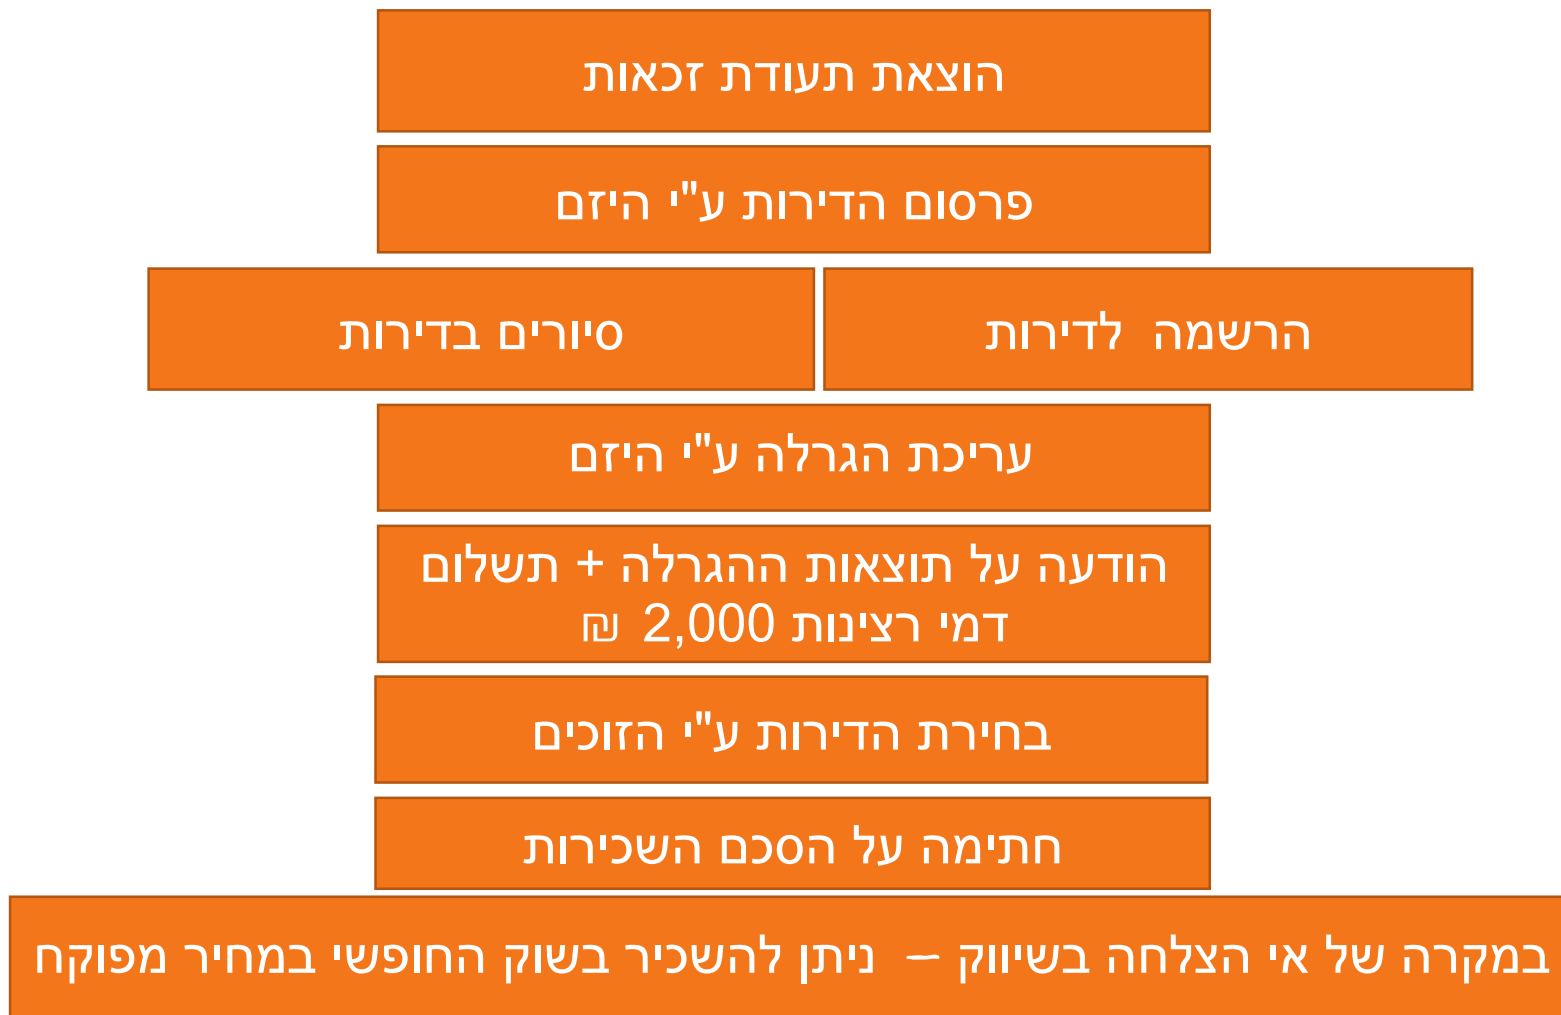 הוצאת תעודת זכאות
פרסום הדירות ע"י היזם
הרשמה לדירות
סיורים בדירות
עריכת הגרלה ע"י היזם
הודעה על תוצאות ההגרלה + תשלום
דמי רצינות 2,000 ₪
בחירת הדירות ע"י הזוכים
חתימה על הסכם השכירות
במקרה של אי הצלחה בשיווק – ניתן להשכיר בשוק החופשי במחיר מפוקח